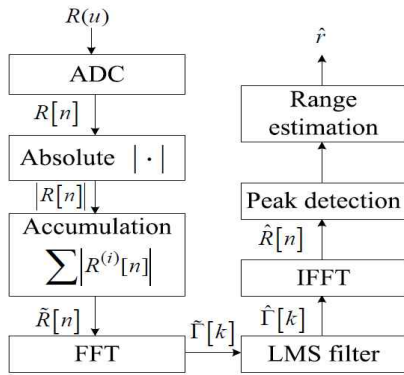 R(u)
ADC
R[n]
Absolute |·|
|R[n]|
Accumulation
∑|R⁽ⁱ⁾[n]|
R̃[n]
FFT
Γ̃[k]
LMS filter
Γ̂[k]
IFFT
R̂[n]
Peak detection
Range
estimation
r̂